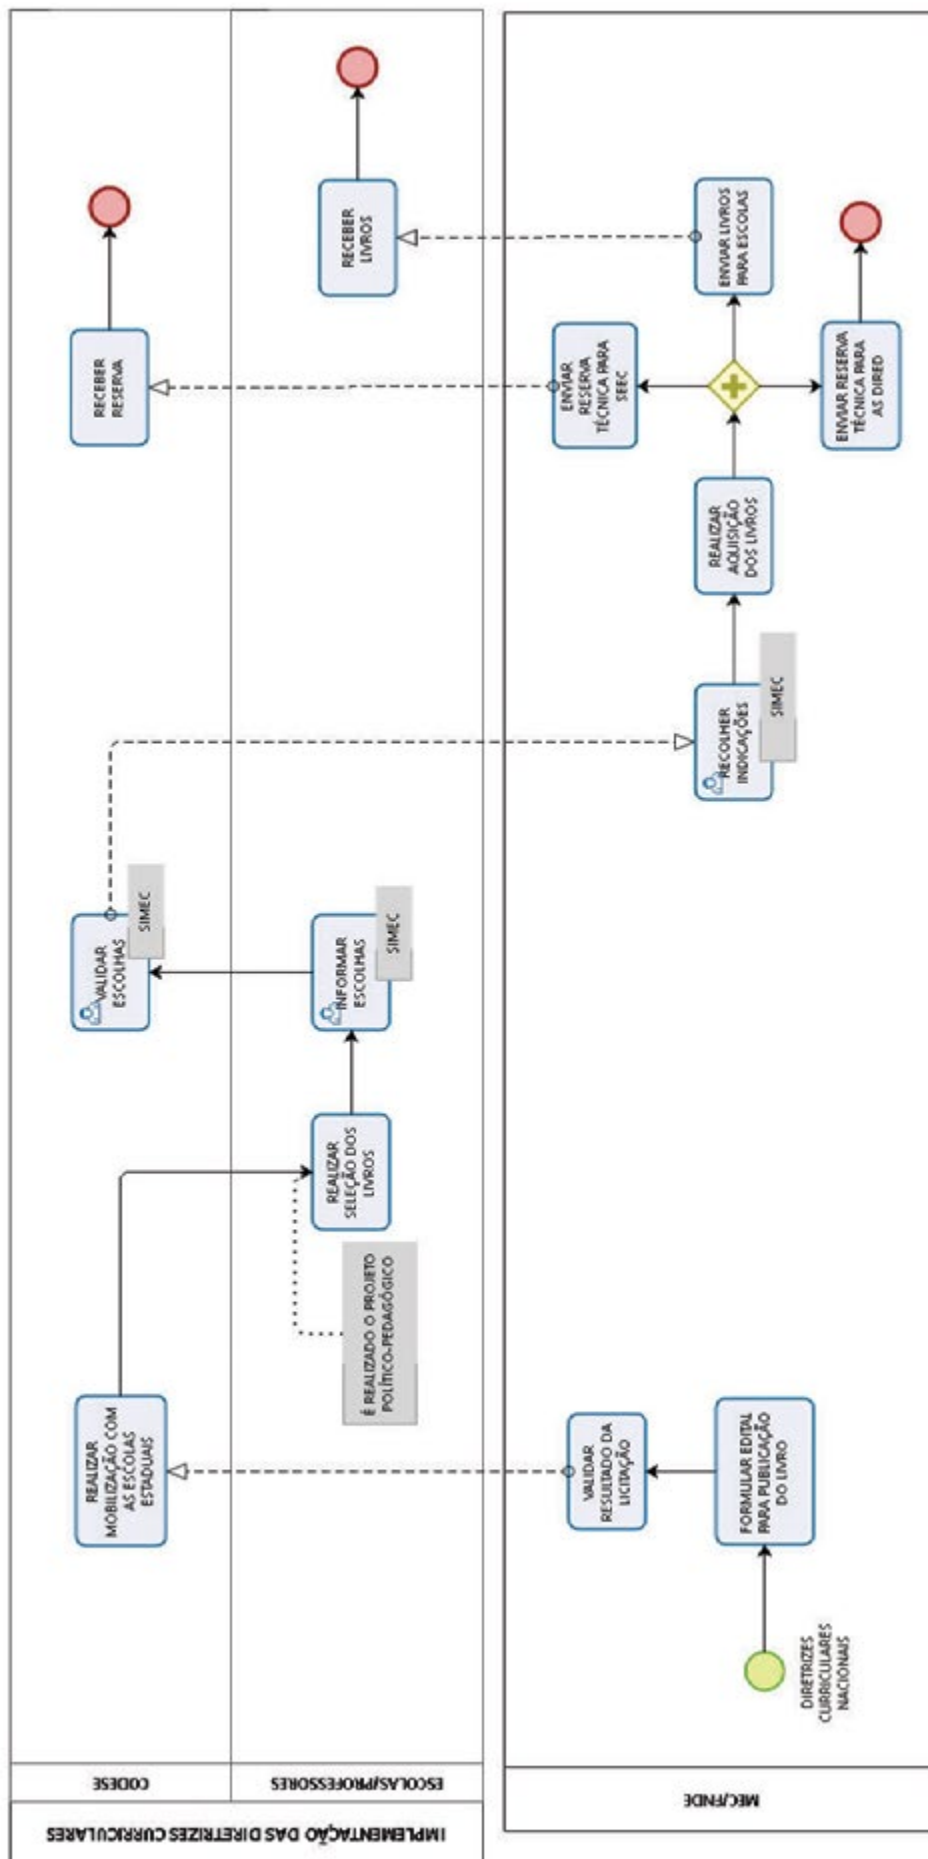 IMPLEMENTAÇÃO DAS DIRETRIZES CURRICULARES
CODESE
REALIZAR
MOBILIZAÇÃO COM
AS ESCOLAS
ESTADUAIS
VALIDAR
ESCOLHAS
SIMEC
RECEBER
RESERVA
ESCOLAS/PROFESSORES
É REALIZADO O PROJETO
POLÍTICO-PEDAGÓGICO
REALIZAR
SELEÇÃO DOS
LIVROS
INFORMAR
ESCOLHAS
SIMEC
RECEBER
LIVROS
MEC/FNDE
DIRETRIZES
CURRICULARES
NACIONAIS
FORMULAR EDITAL
PARA PUBLICAÇÃO
DO LIVRO
VALIDAR
RESULTADO DA
LICITAÇÃO
RECOLHER
INDICAÇÕES
SIMEC
REALIZAR
AQUISIÇÃO
DOS LIVROS
ENVIAR
RESERVA
TÉCNICA PARA
SEEC
ENVIAR LIVROS
PARA ESCOLAS
ENVIAR RESERVA
TÉCNICA PARA
AS DIRED